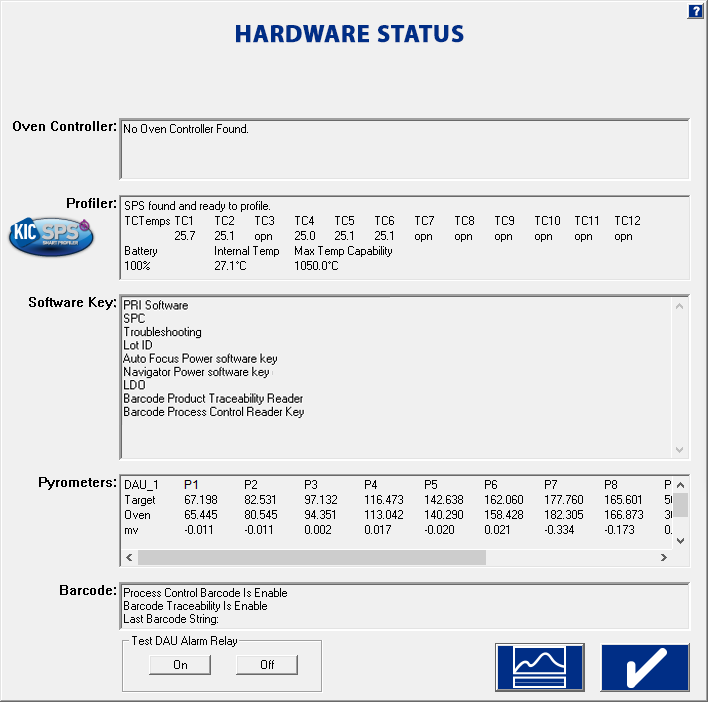 ?
HARDWARE STATUS
Oven Controller: No Oven Controller Found.
Profiler: SPS found and ready to profile.
TCTemps TC1 TC2 TC3 TC4 TC5 TC6 TC7 TC8 TC9 TC10 TC11 TC12
25.7 25.1 opn 25.0 25.1 25.1 opn opn opn opn opn opn
Battery Internal Temp Max Temp Capability
100% 27.1°C 1050.0°C
KIC SPS
SMART PROFILER
Software Key: PRI Software
SPC
Troubleshooting
Lot ID
Auto Focus Power software key
Navigator Power software key
LDO
Barcode Product Traceability Reader
Barcode Process Control Reader Key
Pyrometers: DAU_1 P1 P2 P3 P4 P5 P6 P7 P8 P
Target 67.198 82.531 97.132 116.473 142.638 162.060 177.760 165.601
Oven 65.445 80.545 94.351 113.042 140.290 158.428 182.305 166.873
mv -0.011 -0.011 0.002 0.017 -0.020 0.021 -0.334 -0.173 0.
Barcode: Process Control Barcode Is Enable
Barcode Traceability Is Enable
Last Barcode String:
Test DAU Alarm Relay
On Off